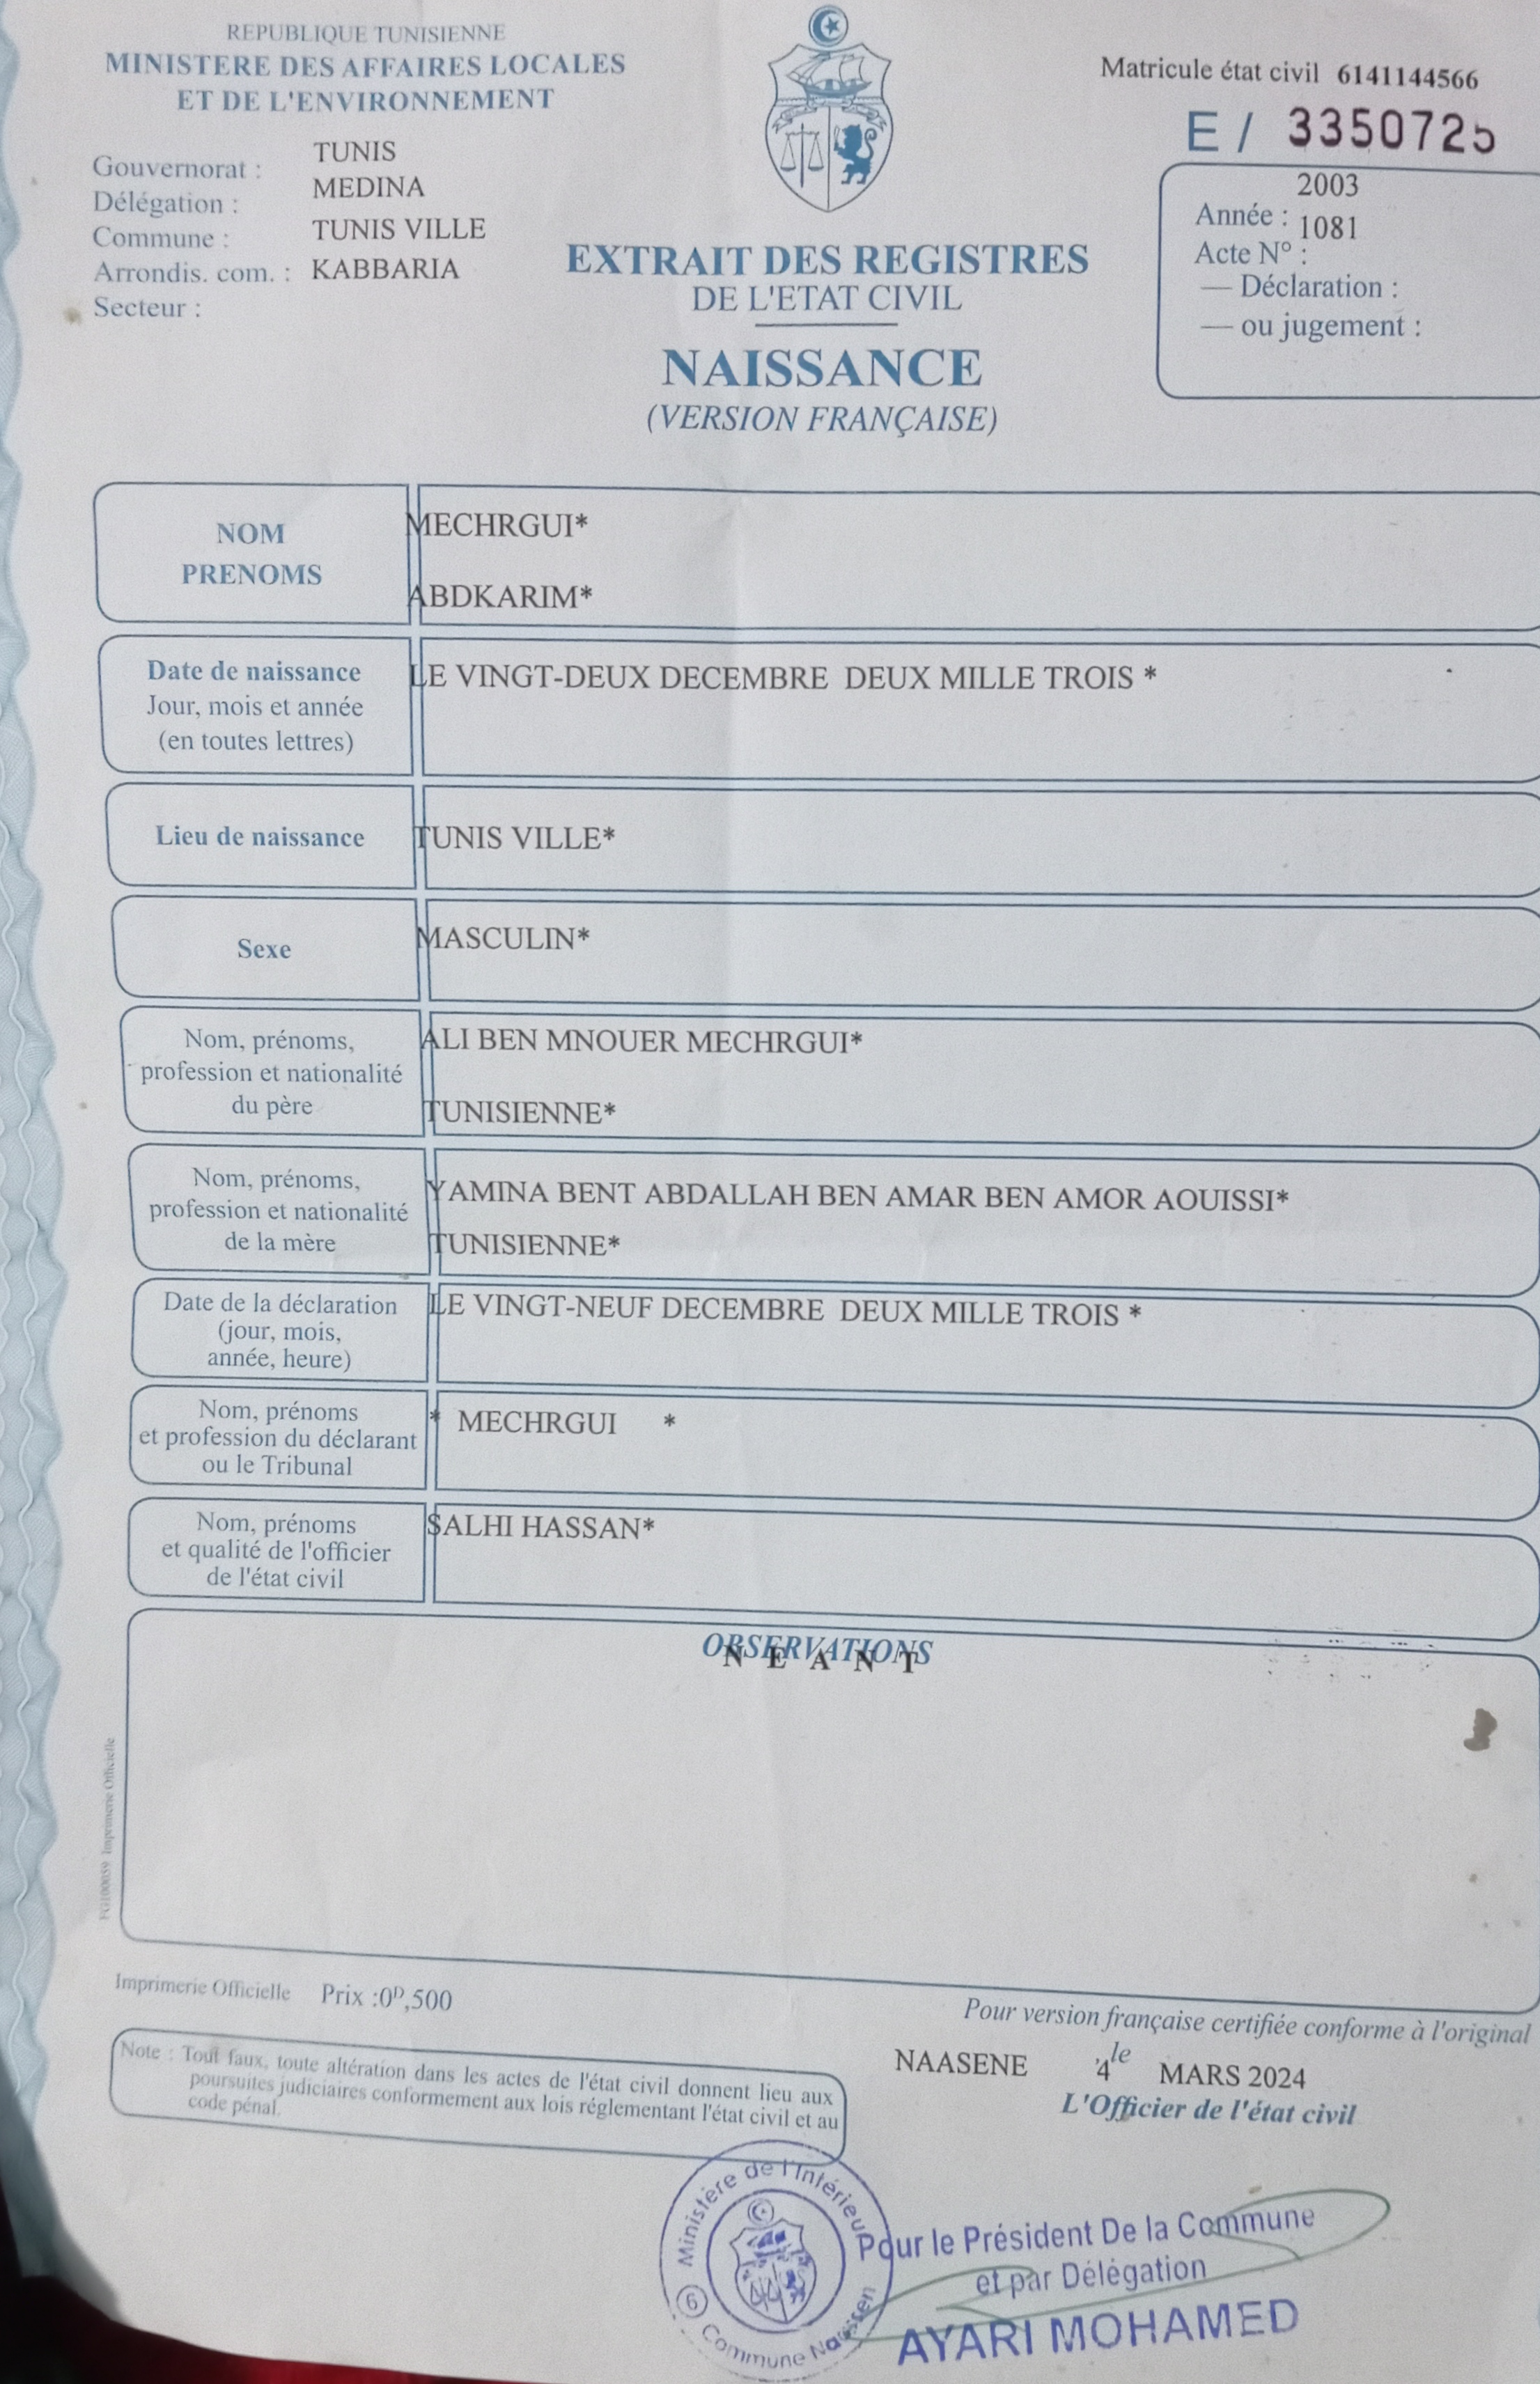 REPUBLIQUE TUNISIENNE
MINISTERE DES AFFAIRES LOCALES
ET DE L'ENVIRONNEMENT
Gouvernorat : TUNIS
Délégation : MEDINA
Commune : TUNIS VILLE
Arrondis. com. : KABBARIA
Secteur :
Matricule état civil 6141144566
E / 3350725
2003
Année :
1081
Acte N° :
— Déclaration :
— ou jugement :
EXTRAIT DES REGISTRES
DE L'ETAT CIVIL
NAISSANCE
(VERSION FRANÇAISE)
NOM
PRENOMS
MECHRGUI*
ABDKARIM*
Date de naissance
Jour, mois et année
(en toutes lettres)
LE VINGT-DEUX DECEMBRE DEUX MILLE TROIS *
Lieu de naissance
TUNIS VILLE*
Sexe
MASCULIN*
Nom, prénoms,
profession et nationalité
du père
ALI BEN MNOUER MECHRGUI*
TUNISIENNE*
Nom, prénoms,
profession et nationalité
de la mère
YAMINA BENT ABDALLAH BEN AMAR BEN AMOR AOUISSI*
TUNISIENNE*
Date de la déclaration
(jour, mois,
année, heure)
LE VINGT-NEUF DECEMBRE DEUX MILLE TROIS *
Nom, prénoms
et profession du déclarant
ou le Tribunal
* MECHRGUI *
Nom, prénoms
et qualité de l'officier
de l'état civil
SALHI HASSAN*
OBSERVATIONS
N E A N T
Imprimerie Officielle
Imprimerie Officielle Prix :0ᴰ,500
Note : Tout faux, toute altération dans les actes de l'état civil donnent lieu aux
poursuites judiciaires conformement aux lois réglementant l'état civil et au
code pénal.
Pour version française certifiée conforme à l'original
NAASENE 4 le MARS 2024
L'Officier de l'état civil
Ministère de l'Intérieur
6 Commune Naassen
Pour le Président De la Commune
et par Délégation
AYARI MOHAMED